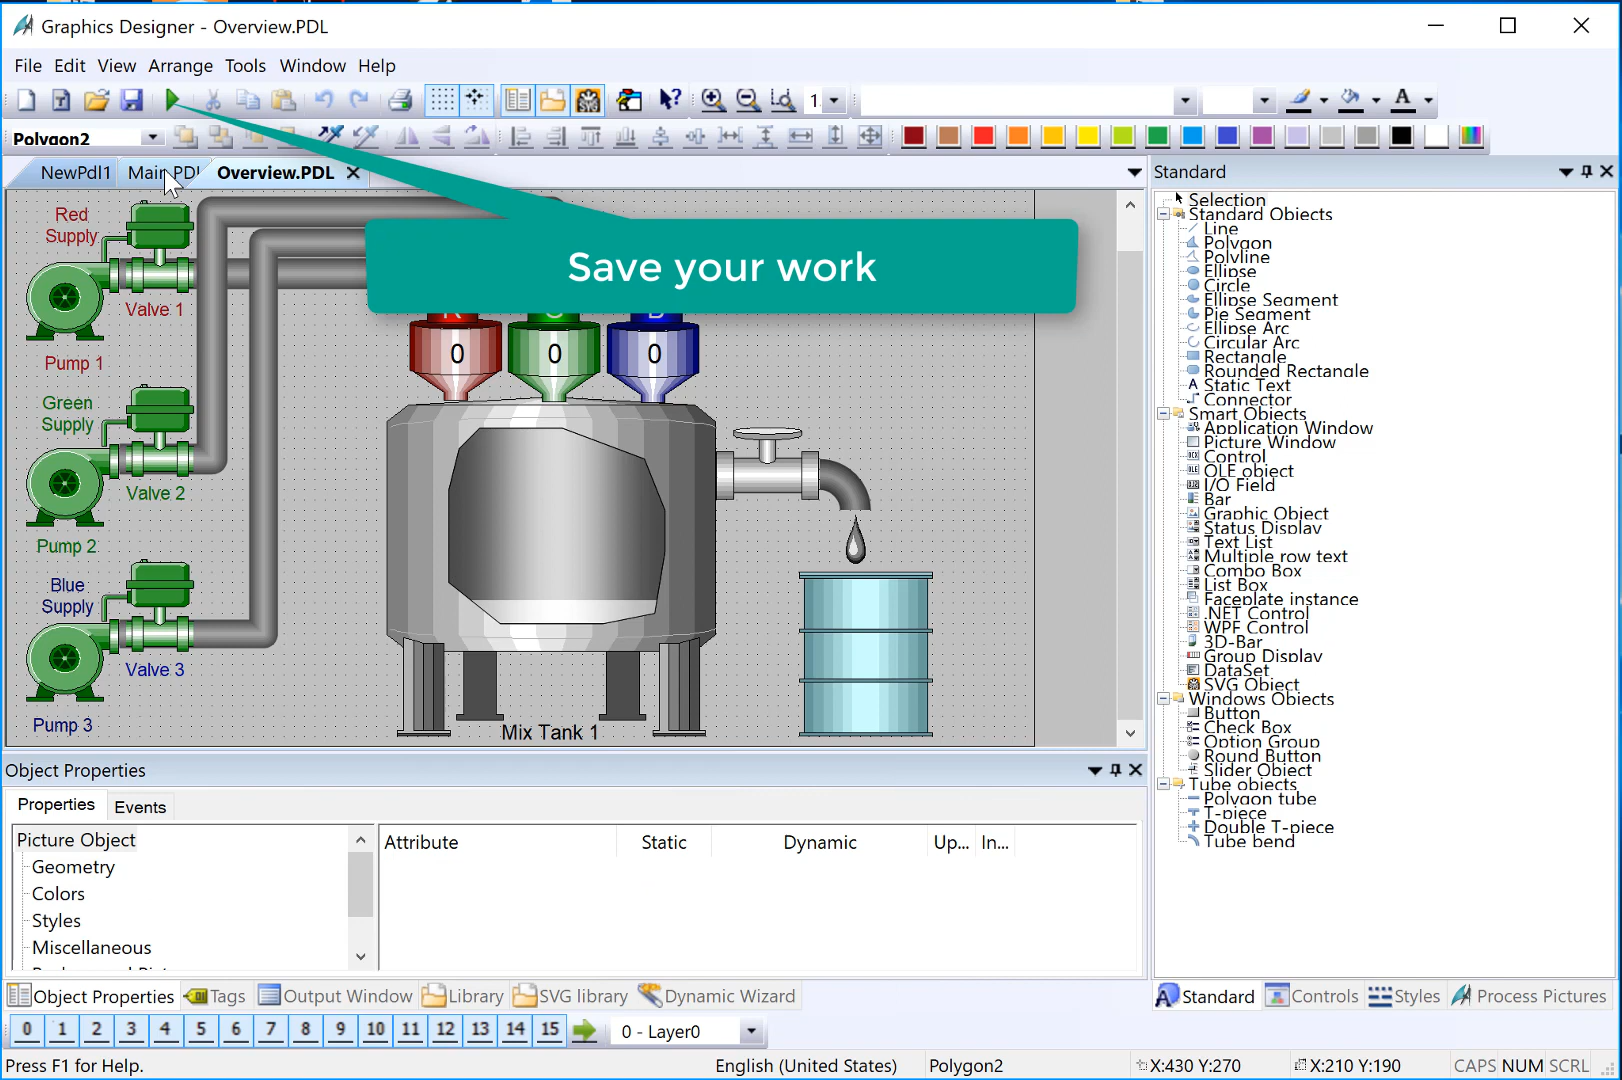 Graphics Designer - Overview.PDL
File Edit View Arrange Tools Window Help
1
Polygon2
NewPdl1 Main.PDL Overview.PDL
Standard
Save your work
Red
Supply
Valve 1
Pump 1
Green
Supply
Valve 2
Pump 2
Blue
Supply
Valve 3
Pump 3
0 0 0
Mix Tank 1
Selection
Standard Objects
Line
Polygon
Polyline
Ellipse
Circle
Ellipse Segment
Pie Segment
Ellipse Arc
Circular Arc
Rectangle
Rounded Rectangle
Static Text
Connector
Smart Objects
Application Window
Picture Window
Control
OLE object
I/O Field
Bar
Graphic Object
Status Display
Text List
Multiple row text
Combo Box
List Box
Faceplate instance
.NET Control
WPF Control
3D-Bar
Group Display
DataSet
SVG Object
Windows Objects
Button
Check Box
Option Group
Round Button
Slider Object
Tube objects
Polygon tube
T-piece
Double T-piece
Tube bend
Object Properties
Properties Events
Picture Object
Geometry
Colors
Styles
Miscellaneous
Attribute Static Dynamic Up... In...
Object Properties Tags Output Window Library SVG library Dynamic Wizard
Standard Controls Styles Process Pictures
0 1 2 3 4 5 6 7 8 9 10 11 12 13 14 15 0 - Layer0
Press F1 for Help. English (United States) Polygon2 X:430 Y:270 X:210 Y:190 CAPS NUM SCRL